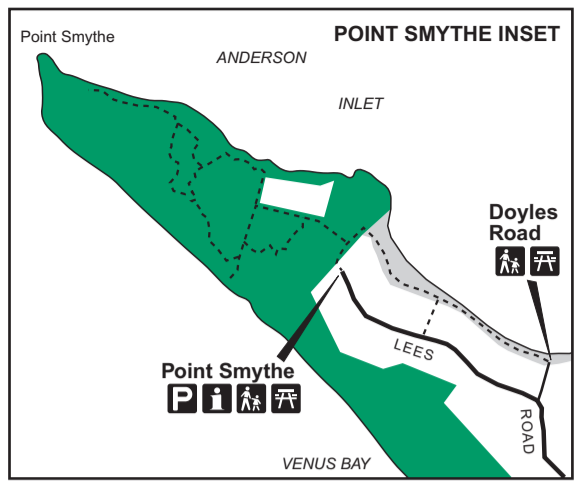 POINT SMYTHE INSET
Point Smythe
ANDERSON
INLET
Doyles
Road
LEES
ROAD
Point Smythe
P i
VENUS BAY